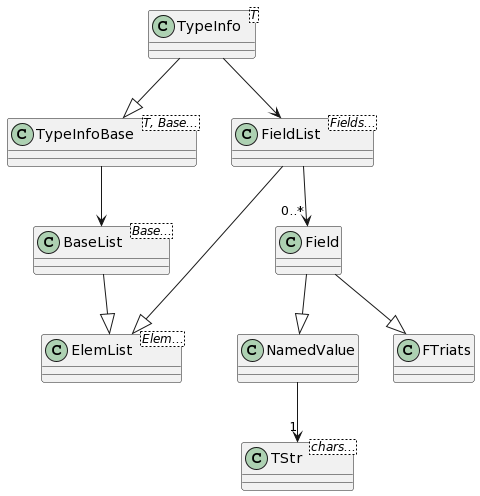 C TypeInfo T
C TypeInfoBase T, Base...
C FieldList Fields...
0..*
C BaseList Base...
C Field
C ElemList Elem...
C NamedValue
C FTriats
1
C TStr chars...